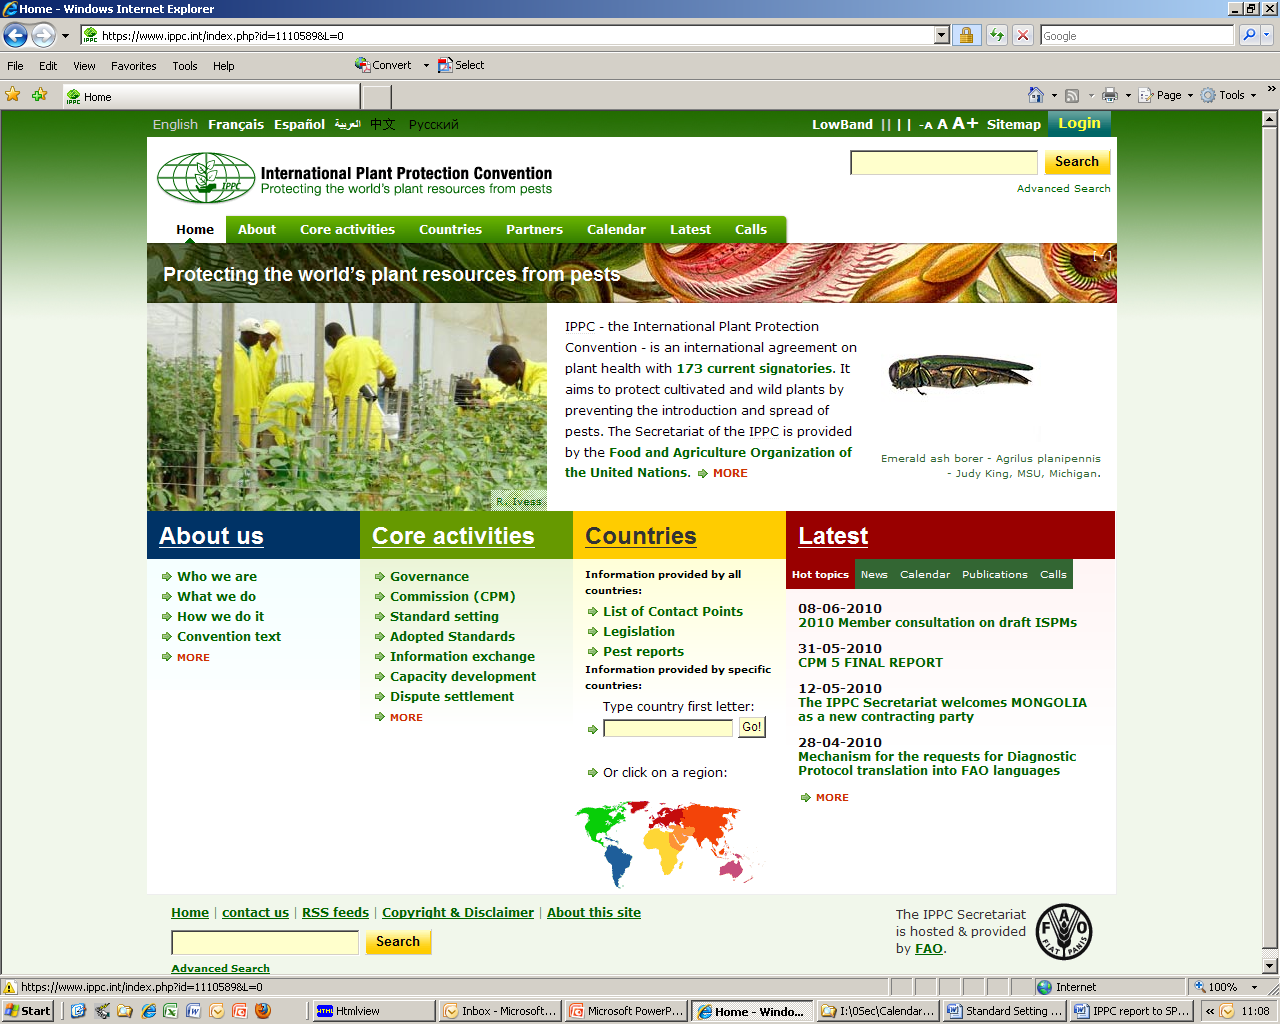 Home - Windows Internet Explorer
https://www.ippc.int/index.php?id=1110589&L=0
Google
File Edit View Favorites Tools Help
Convert Select
Home
Page Tools »
English Français Español العربية 中文 Русский
LowBand || | | -A A A+ Sitemap Login
IPPC
International Plant Protection Convention
Protecting the world's plant resources from pests
Search
Advanced Search
Home About Core activities Countries Partners Calendar Latest Calls
Protecting the world's plant resources from pests
IPPC - the International Plant Protection
Convention - is an international agreement on
plant health with 173 current signatories. It
aims to protect cultivated and wild plants by
preventing the introduction and spread of
pests. The Secretariat of the IPPC is provided
by the Food and Agriculture Organization of
the United Nations. MORE
R. Ivess
Emerald ash borer - Agrilus planipennis
- Judy King, MSU, Michigan.
About us
Who we are
What we do
How we do it
Convention text
MORE
Core activities
Governance
Commission (CPM)
Standard setting
Adopted Standards
Information exchange
Capacity development
Dispute settlement
MORE
Countries
Information provided by all
countries:
List of Contact Points
Legislation
Pest reports
Information provided by specific
countries:
Type country first letter:
Go!
Or click on a region:
Latest
Hot topics News Calendar Publications Calls
08-06-2010
2010 Member consultation on draft ISPMs
31-05-2010
CPM 5 FINAL REPORT
12-05-2010
The IPPC Secretariat welcomes MONGOLIA
as a new contracting party
28-04-2010
Mechanism for the requests for Diagnostic
Protocol translation into FAO languages
MORE
Home | contact us | RSS feeds | Copyright & Disclaimer | About this site
Search
Advanced Search
The IPPC Secretariat
is hosted & provided
by FAO.
FAO
FIAT PANIS
https://www.ippc.int/index.php?id=1110589&L=0
Internet
100%
Start
HTML Htmlview
Inbox - Microsoft...
Microsoft PowerP...
Home - Windo...
I:\0Sec\Calendar...
Standard Setting ...
IPPC report to SP...
«
11:08